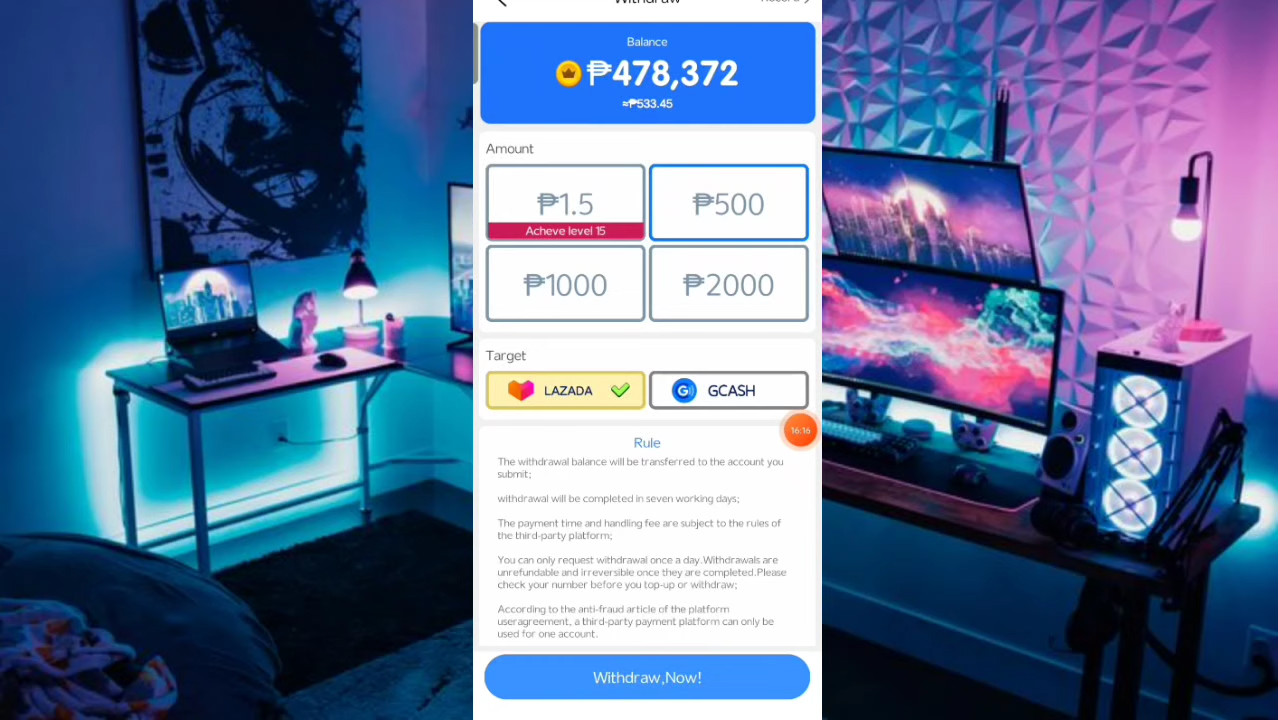 Withdraw
Record
Balance
₱478,372
≈₱533.45
Amount
₱1.5
Acheve level 15
₱500
₱1000
₱2000
Target
LAZADA
G
GCASH
16:16
Rule
The withdrawal balance will be transferred to the account you
submit;
withdrawal will be completed in seven working days;
The payment time and handling fee are subject to the rules of
the third-party platform;
You can only request withdrawal once a day.Withdrawals are
unrefundable and irreversible once they are completed.Please
check your number before you top-up or withdraw;
According to the anti-fraud article of the platform
useragreement, a third-party payment platform can only be
used for one account.
Withdraw,Now!